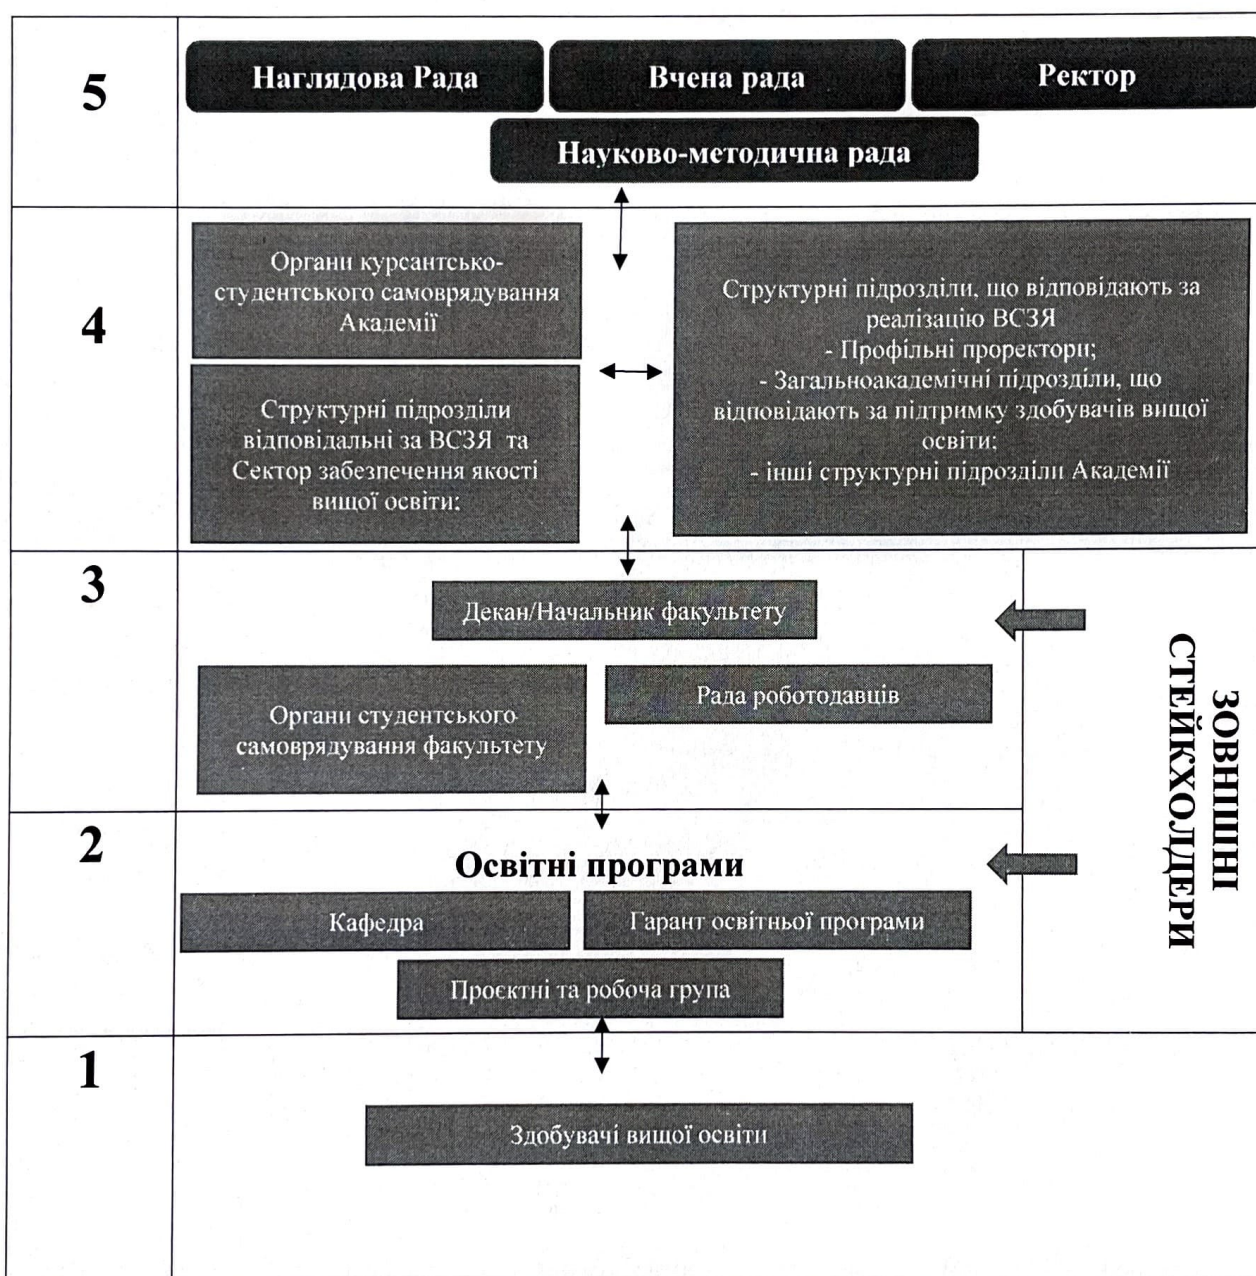 5
Наглядова Рада
Вчена рада
Ректор
Науково-методична рада
4
Органи курсантсько-
студентського самоврядування
Академії
Структурні підрозділи
відповідальні за ВСЗЯ та
Сектор забезпечення якості
вищої освіти;
Структурні підрозділи, що відповідають за
реалізацію ВСЗЯ
- Профільні проректори;
- Загальноакадемічні підрозділи, що
відповідають за підтримку здобувачів вищої
освіти;
- інші структурні підрозділи Академії
3
Декан/Начальник факультету
Органи студентського
самоврядування факультету
Рада роботодавців
ЗОВНІШНІ
СТЕЙКХОЛДЕРИ
2
Освітні програми
Кафедра
Гарант освітньої програми
Проєктні та робоча група
1
Здобувачі вищої освіти